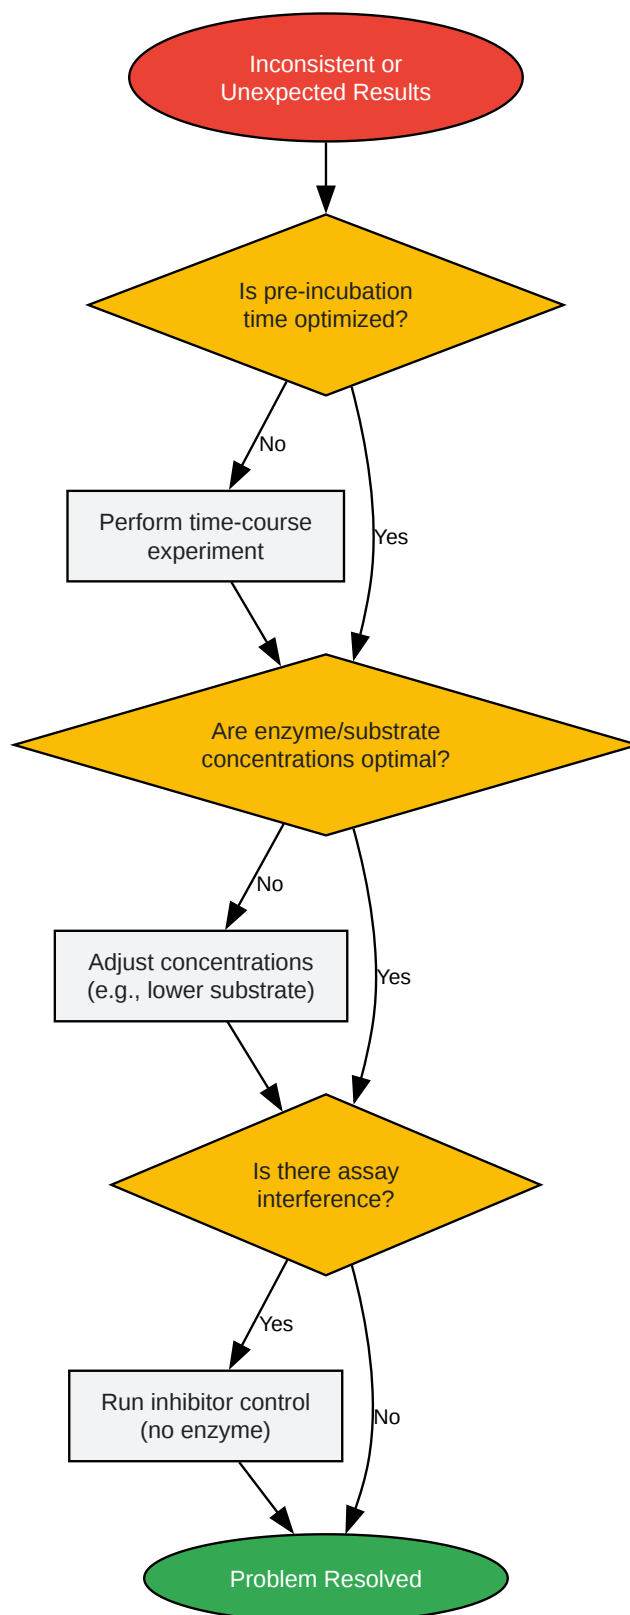 Inconsistent or
Unexpected Results
Is pre-incubation
time optimized?
No
Perform time-course
experiment
Yes
Are enzyme/substrate
concentrations optimal?
No
Adjust concentrations
(e.g., lower substrate)
Yes
Is there assay
interference?
Yes
Run inhibitor control
(no enzyme)
No
Problem Resolved